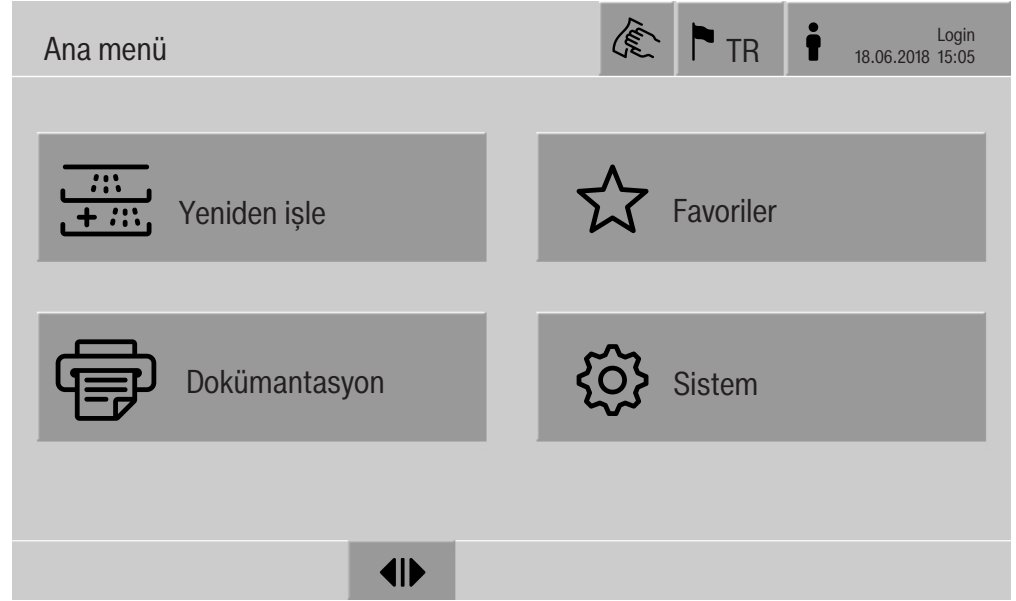 Ana menü
TR
Login
18.06.2018 15:05
Yeniden işle
Favoriler
Dokümantasyon
Sistem